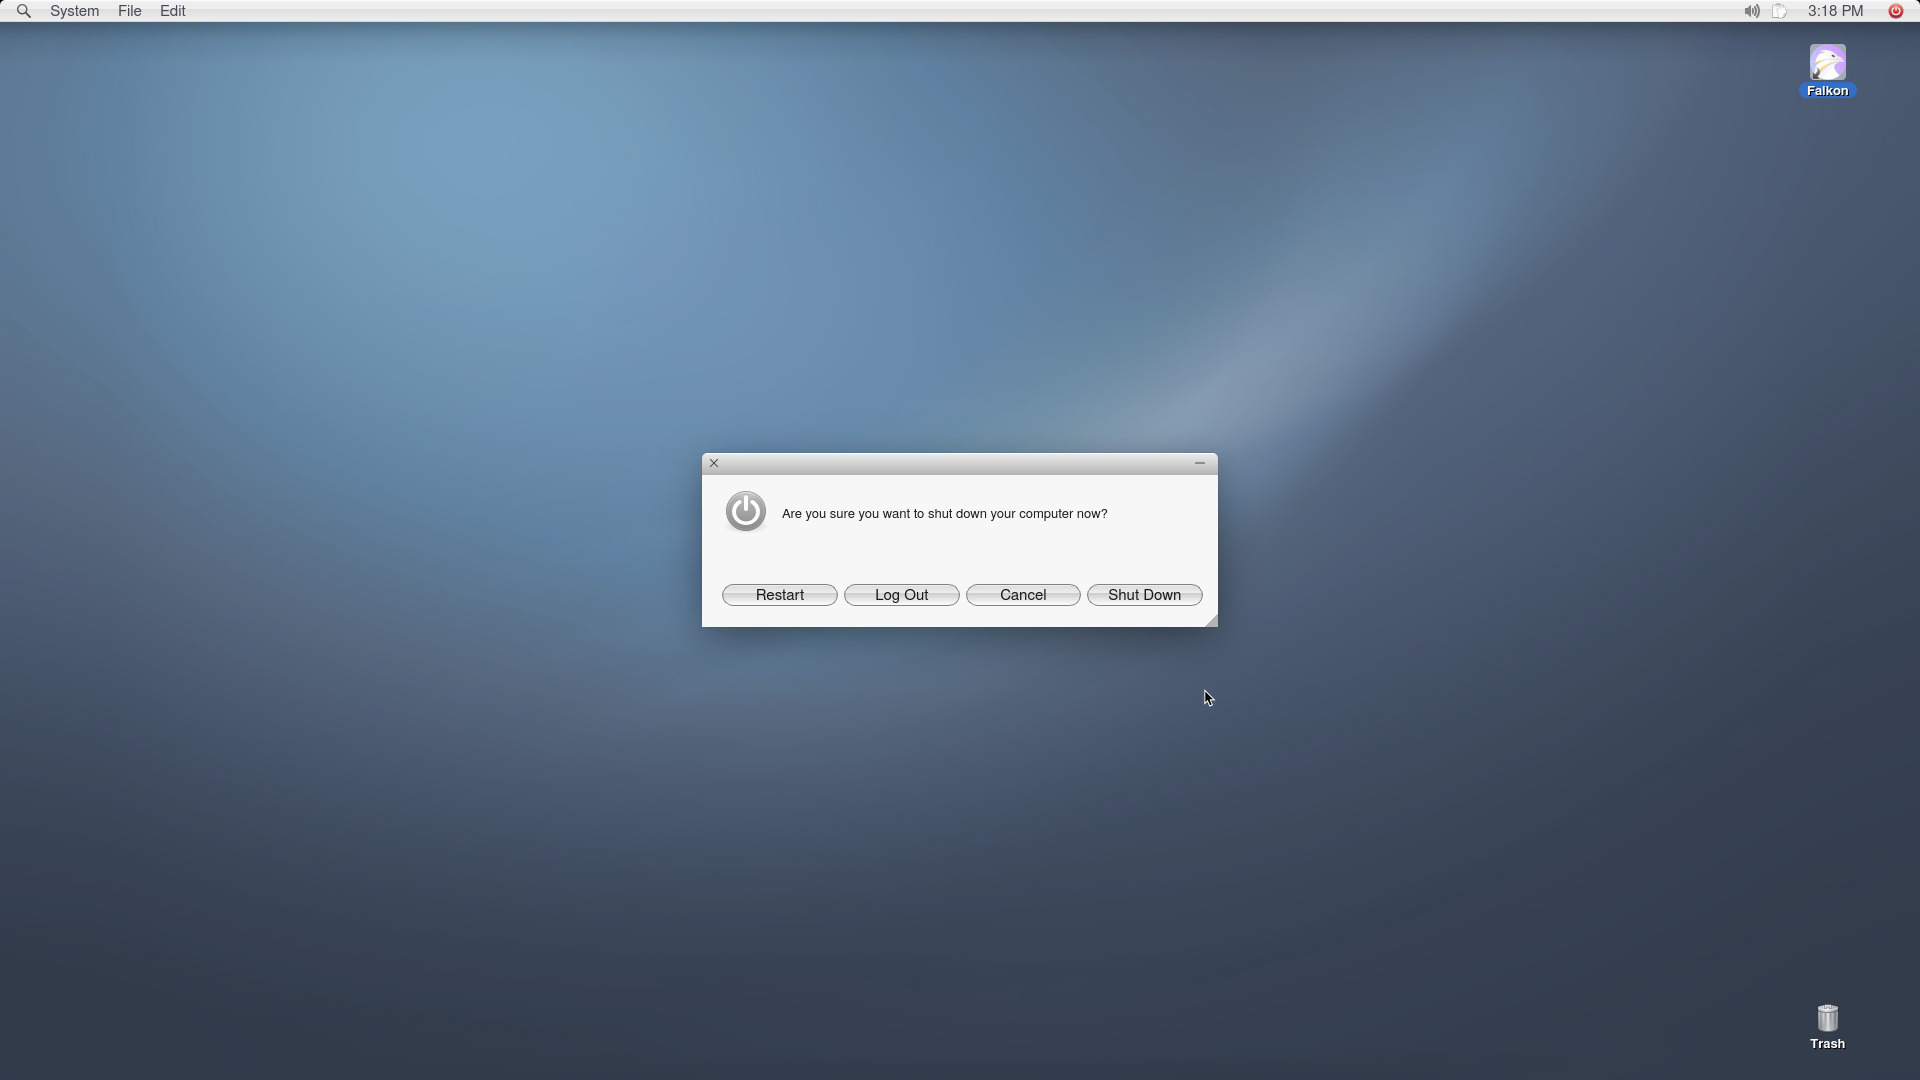 System File Edit 3:18 PM
Falkon
Are you sure you want to shut down your computer now?
Restart Log Out Cancel Shut Down
Trash